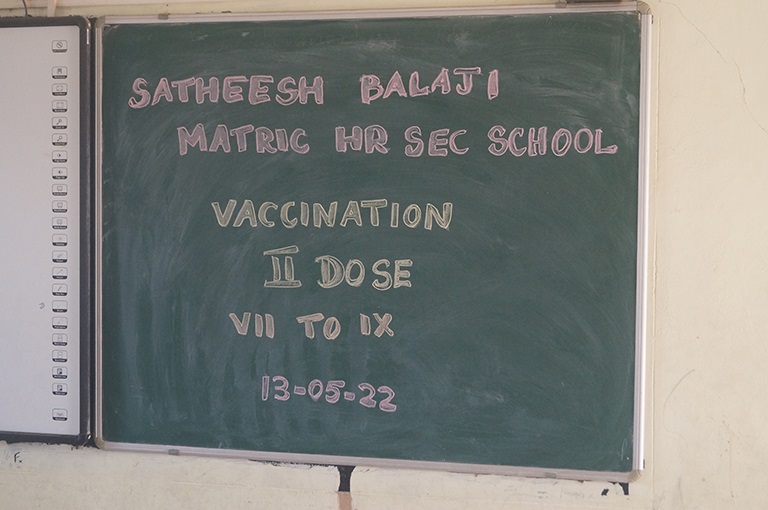 SATHEESH BALAJI
MATRIC HR SEC SCHOOL
VACCINATION
II DOSE
VII TO IX
13-05-22
F.